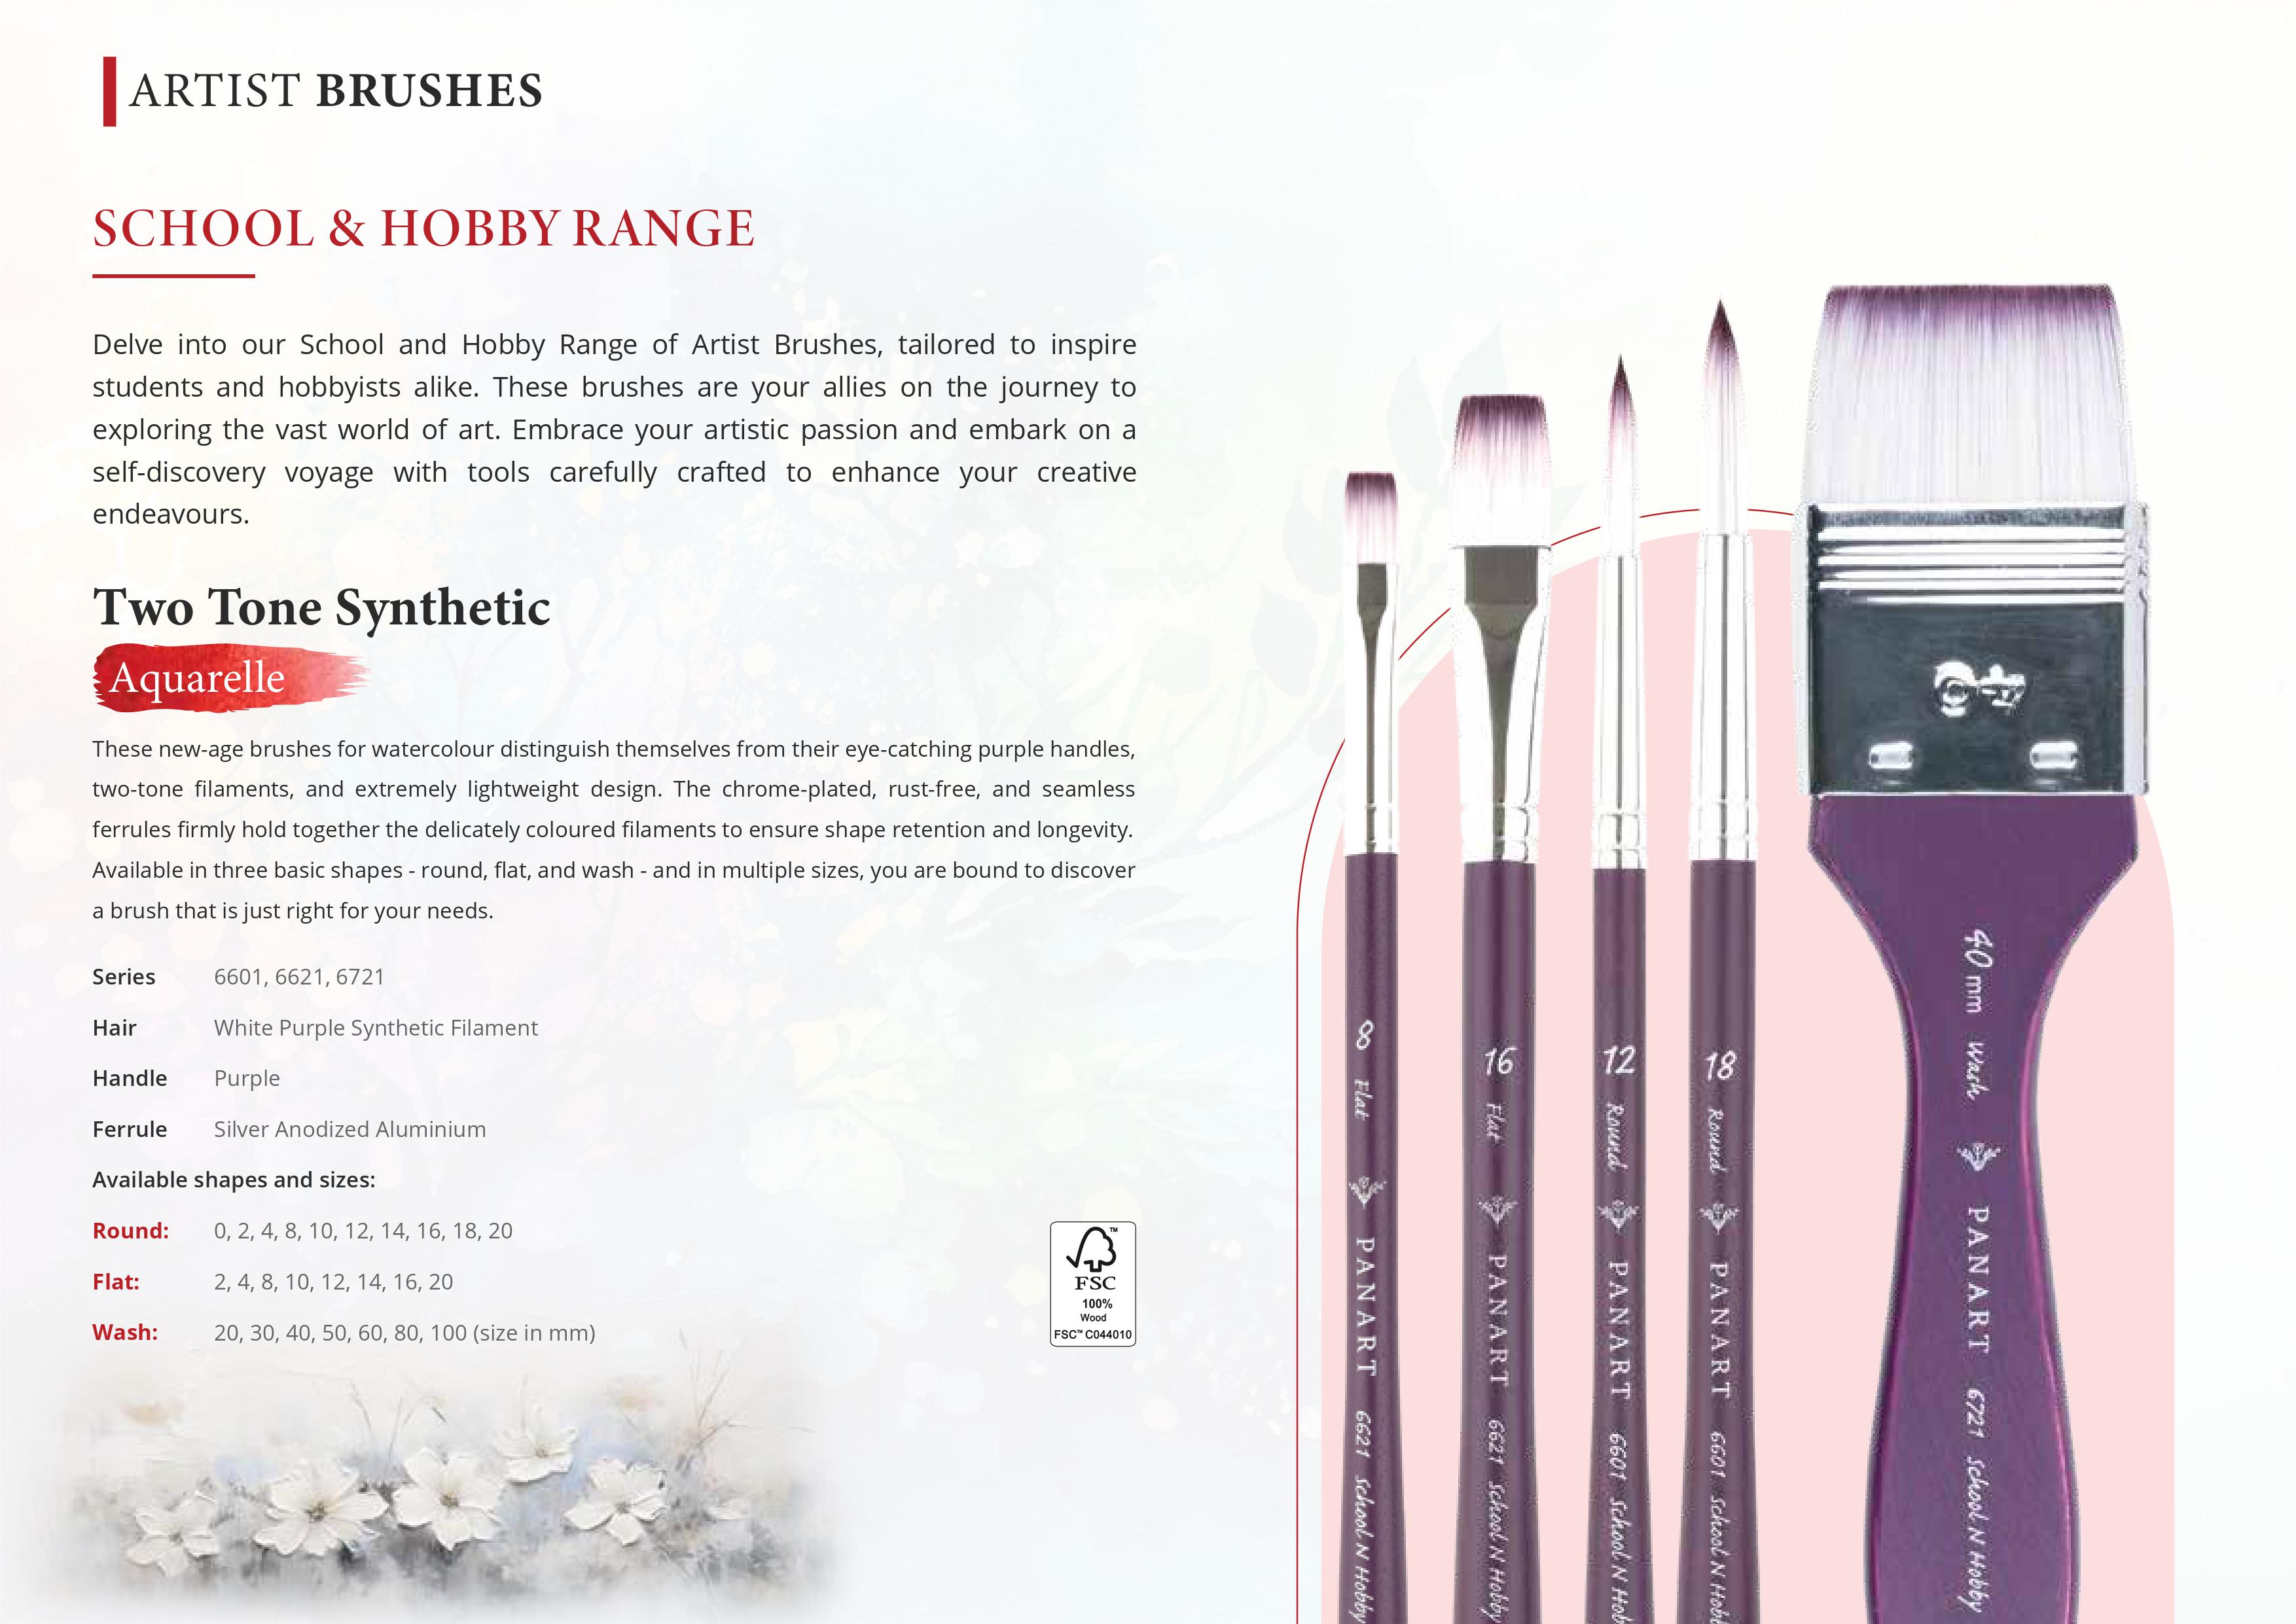 ARTIST BRUSHES
SCHOOL & HOBBY RANGE
Delve into our School and Hobby Range of Artist Brushes, tailored to inspire
students and hobbyists alike. These brushes are your allies on the journey to
exploring the vast world of art. Embrace your artistic passion and embark on a
self-discovery voyage with tools carefully crafted to enhance your creative
endeavours.
Two Tone Synthetic
Aquarelle
These new-age brushes for watercolour distinguish themselves from their eye-catching purple handles,
two-tone filaments, and extremely lightweight design. The chrome-plated, rust-free, and seamless
ferrules firmly hold together the delicately coloured filaments to ensure shape retention and longevity.
Available in three basic shapes - round, flat, and wash - and in multiple sizes, you are bound to discover
a brush that is just right for your needs.
Series 6601, 6621, 6721
Hair White Purple Synthetic Filament
Handle Purple
Ferrule Silver Anodized Aluminium
Available shapes and sizes:
Round: 0, 2, 4, 8, 10, 12, 14, 16, 18, 20
Flat: 2, 4, 8, 10, 12, 14, 16, 20
Wash: 20, 30, 40, 50, 60, 80, 100 (size in mm)
FSC™
100%
Wood
FSC™ C044010
8 Flat PANART 6621 School N Hobby
16 Flat PANART 6621 School N Hobby
12 Round PANART 6601 School N Hob
18 Round PANART 6601 School N Hob
40 mm Wash PANART 6721 School N Hobby